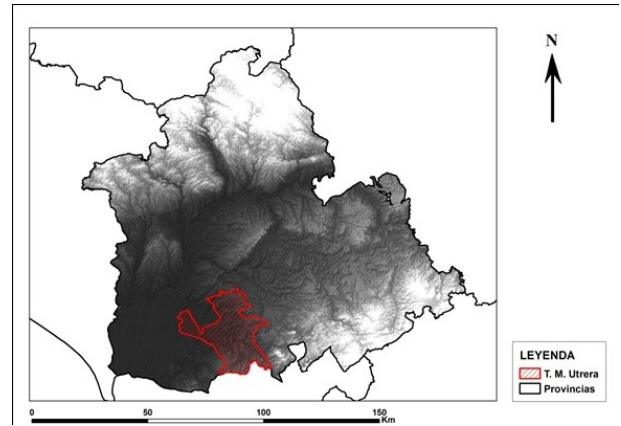 N
LEYENDA
T. M. Utrera
Provincias
0 50 100 150
Km